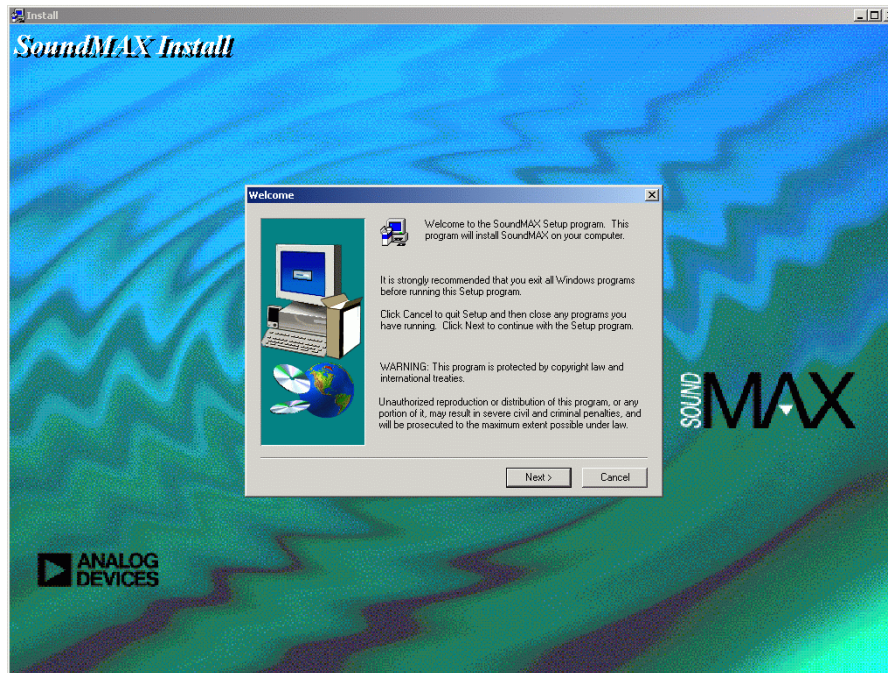 Install
SoundMAX Install
Welcome
Welcome to the SoundMAX Setup program. This
program will install SoundMAX on your computer.
It is strongly recommended that you exit all Windows programs
before running this Setup program.
Click Cancel to quit Setup and then close any programs you
have running. Click Next to continue with the Setup program.
WARNING: This program is protected by copyright law and
international treaties.
Unauthorized reproduction or distribution of this program, or any
portion of it, may result in severe civil and criminal penalties, and
will be prosecuted to the maximum extent possible under law.
Next >
Cancel
SOUND
MAX
ANALOG
DEVICES